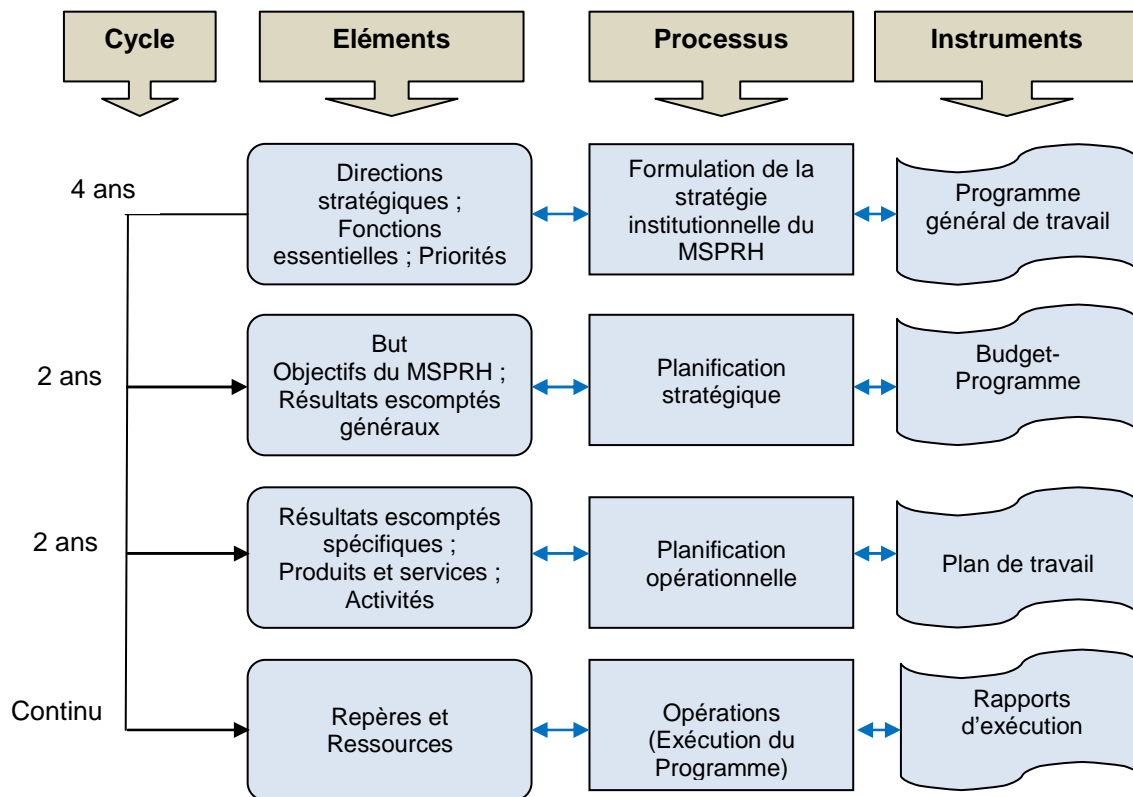 Cycle
Eléments
Processus
Instruments
4 ans
Directions
stratégiques ;
Fonctions
essentielles ; Priorités
Formulation de la
stratégie
institutionnelle du
MSPRH
Programme
général de travail
2 ans
But
Objectifs du MSPRH ;
Résultats escomptés
généraux
Planification
stratégique
Budget-
Programme
2 ans
Résultats escomptés
spécifiques ;
Produits et services ;
Activités
Planification
opérationnelle
Plan de travail
Continu
Repères et
Ressources
Opérations
(Exécution du
Programme)
Rapports
d'exécution